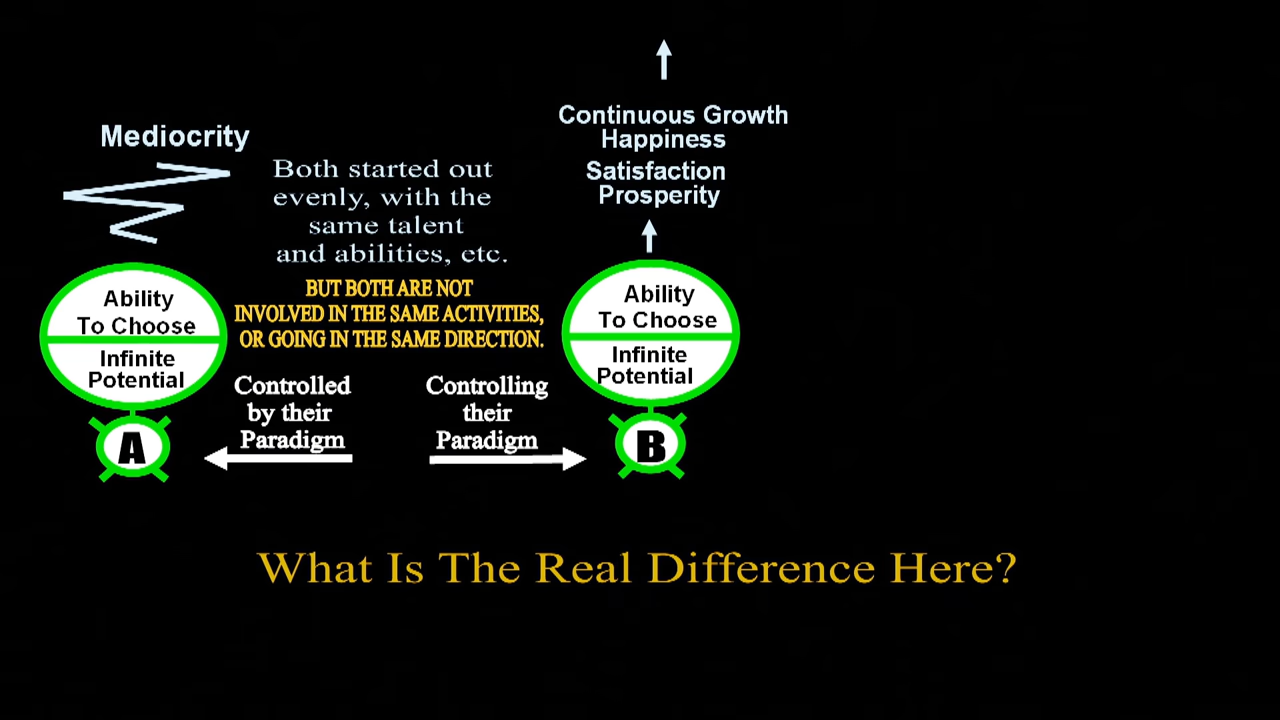 Mediocrity
Both started out
evenly, with the
same talent
and abilities, etc.
BUT BOTH ARE NOT
INVOLVED IN THE SAME ACTIVITIES,
OR GOING IN THE SAME DIRECTION.
Ability
To Choose
Infinite
Potential
A
Controlled
by their
Paradigm
Controlling
their
Paradigm
Continuous Growth
Happiness
Satisfaction
Prosperity
Ability
To Choose
Infinite
Potential
B
What Is The Real Difference Here?